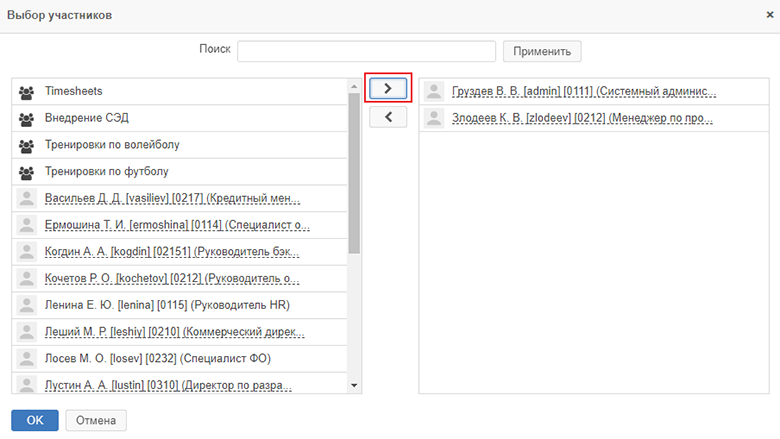 Выбор участников
Поиск
Применить
Timesheets
Внедрение СЭД
Тренировки по волейболу
Тренировки по футболу
Васильев Д. Д. [vasiliev] [0217] (Кредитный мен...
Ермошина Т. И. [ermoshina] [0114] (Специалист о...
Когдин А. А. [kogdin] [02151] (Руководитель бэк...
Кочетов Р. О. [kochetov] [0212] (Руководитель о...
Ленина Е. Ю. [lenina] [0115] (Руководитель HR)
Леший М. Р. [leshiy] [0210] (Коммерческий дирек...
Лосев М. О. [losev] [0232] (Специалист ФО)
Лустин А. А. [lustin] [0310] (Директор по разра...
Груздев В. В. [admin] [0111] (Системный админис...
Злодеев К. В. [zlodeev] [0212] (Менеджер по про...
OK
Отмена